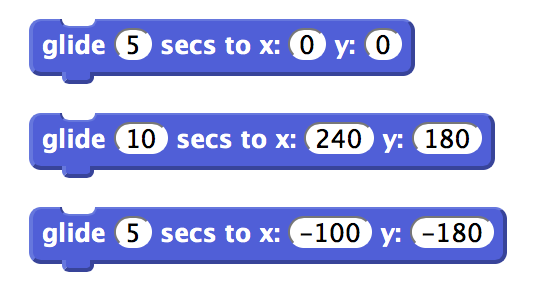 glide 5 secs to x: 0 y: 0
glide 10 secs to x: 240 y: 180
glide 5 secs to x: -100 y: -180